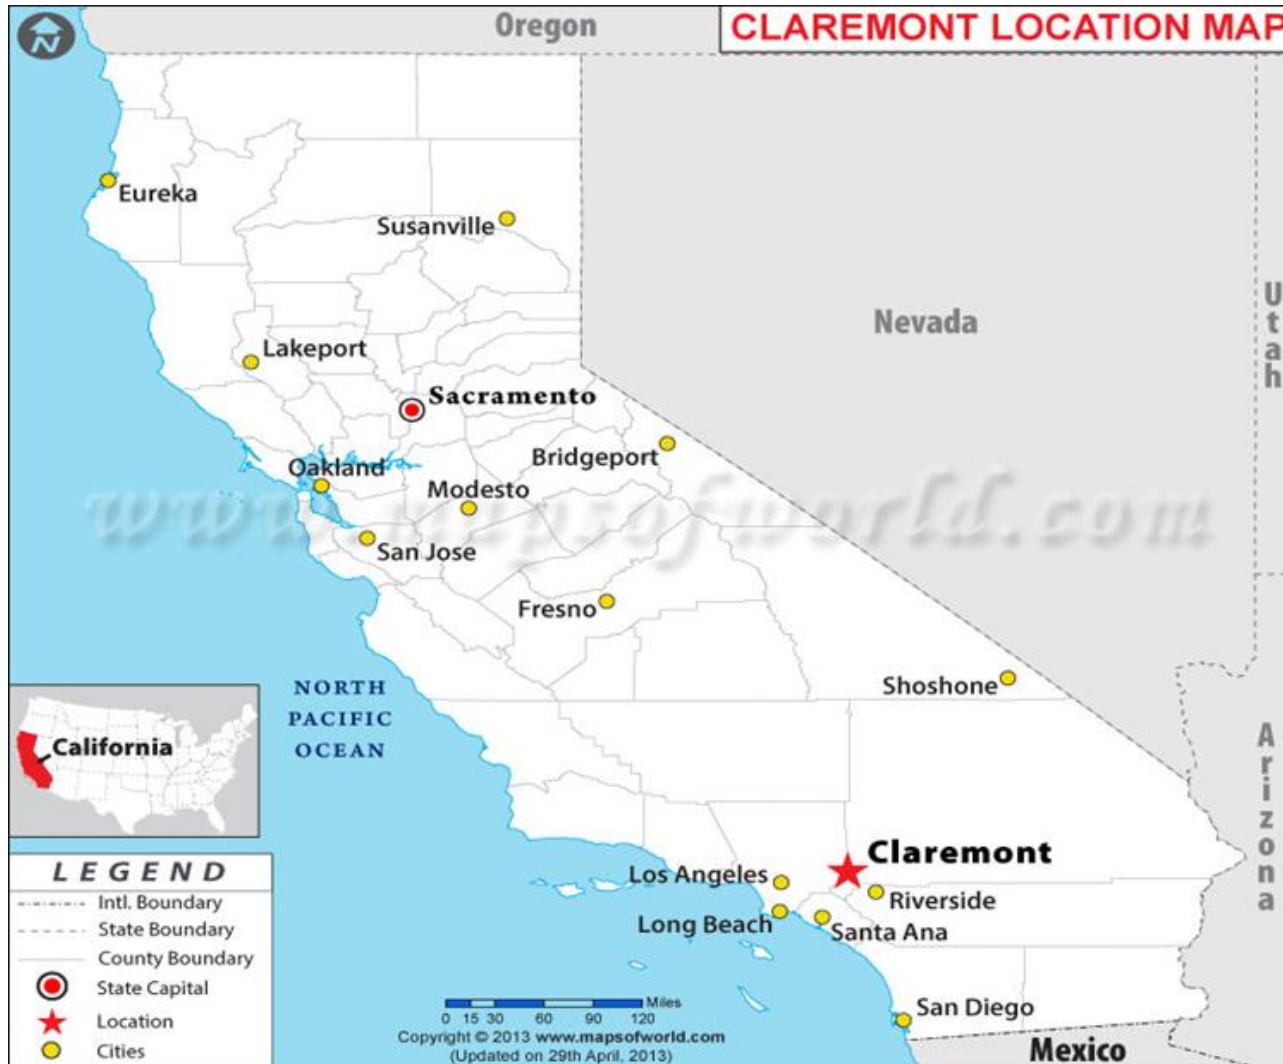 Oregon
CLAREMONT LOCATION MAP
N
Eureka
Susanville
Utah
Nevada
Lakeport
Sacramento
Bridgeport
Oakland
Modesto
www.mapsofworld.com
San Jose
Fresno
Shoshone
NORTH
PACIFIC
OCEAN
Arizona
California
Claremont
LEGEND
Los Angeles
Riverside
Intl. Boundary
Long Beach
Santa Ana
State Boundary
County Boundary
State Capital
San Diego
Miles
0 15 30 60 90 120
Location
Copyright © 2013 www.mapsofworld.com
(Updated on 29th April, 2013)
Cities
Mexico